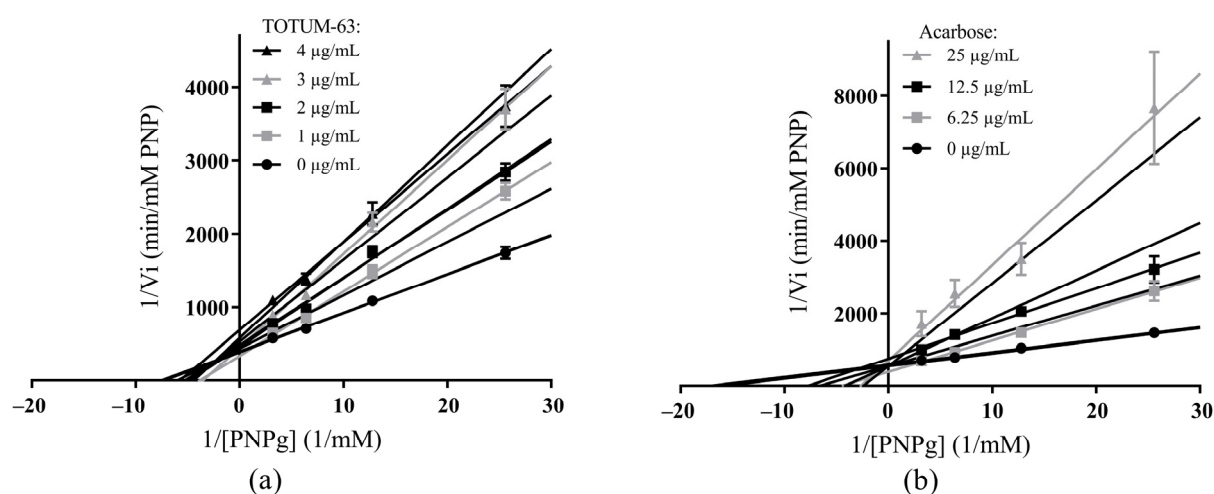 TOTUM-63:
4 µg/mL
3 µg/mL
2 µg/mL
1 µg/mL
0 µg/mL
1/Vi (min/mM PNP)
4000
3000
2000
1000
–20
–10
0
10
20
30
1/[PNPg] (1/mM)
(a)
Acarbose:
25 µg/mL
12.5 µg/mL
6.25 µg/mL
0 µg/mL
1/Vi (min/mM PNP)
8000
6000
4000
2000
–20
–10
0
10
20
30
1/[PNPg] (1/mM)
(b)